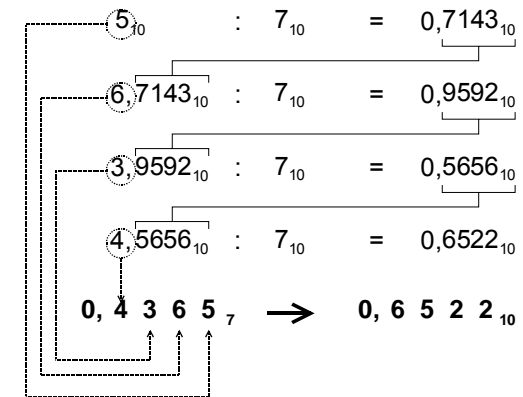 5₁₀ : 7₁₀ = 0,7143₁₀
6,7143₁₀ : 7₁₀ = 0,9592₁₀
3,9592₁₀ : 7₁₀ = 0,5656₁₀
4,5656₁₀ : 7₁₀ = 0,6522₁₀
0, 4 3 6 5 ₇ → 0, 6 5 2 2 ₁₀